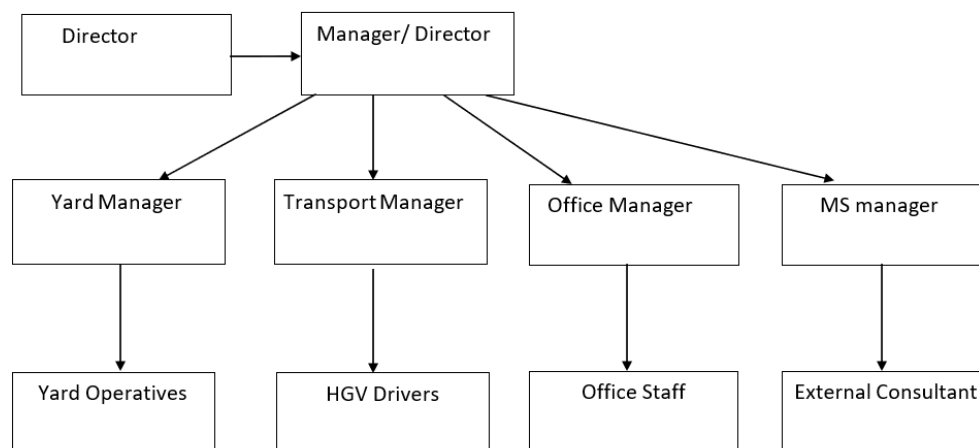 Director
Manager/ Director
Yard Manager
Transport Manager
Office Manager
MS manager
Yard Operatives
HGV Drivers
Office Staff
External Consultant